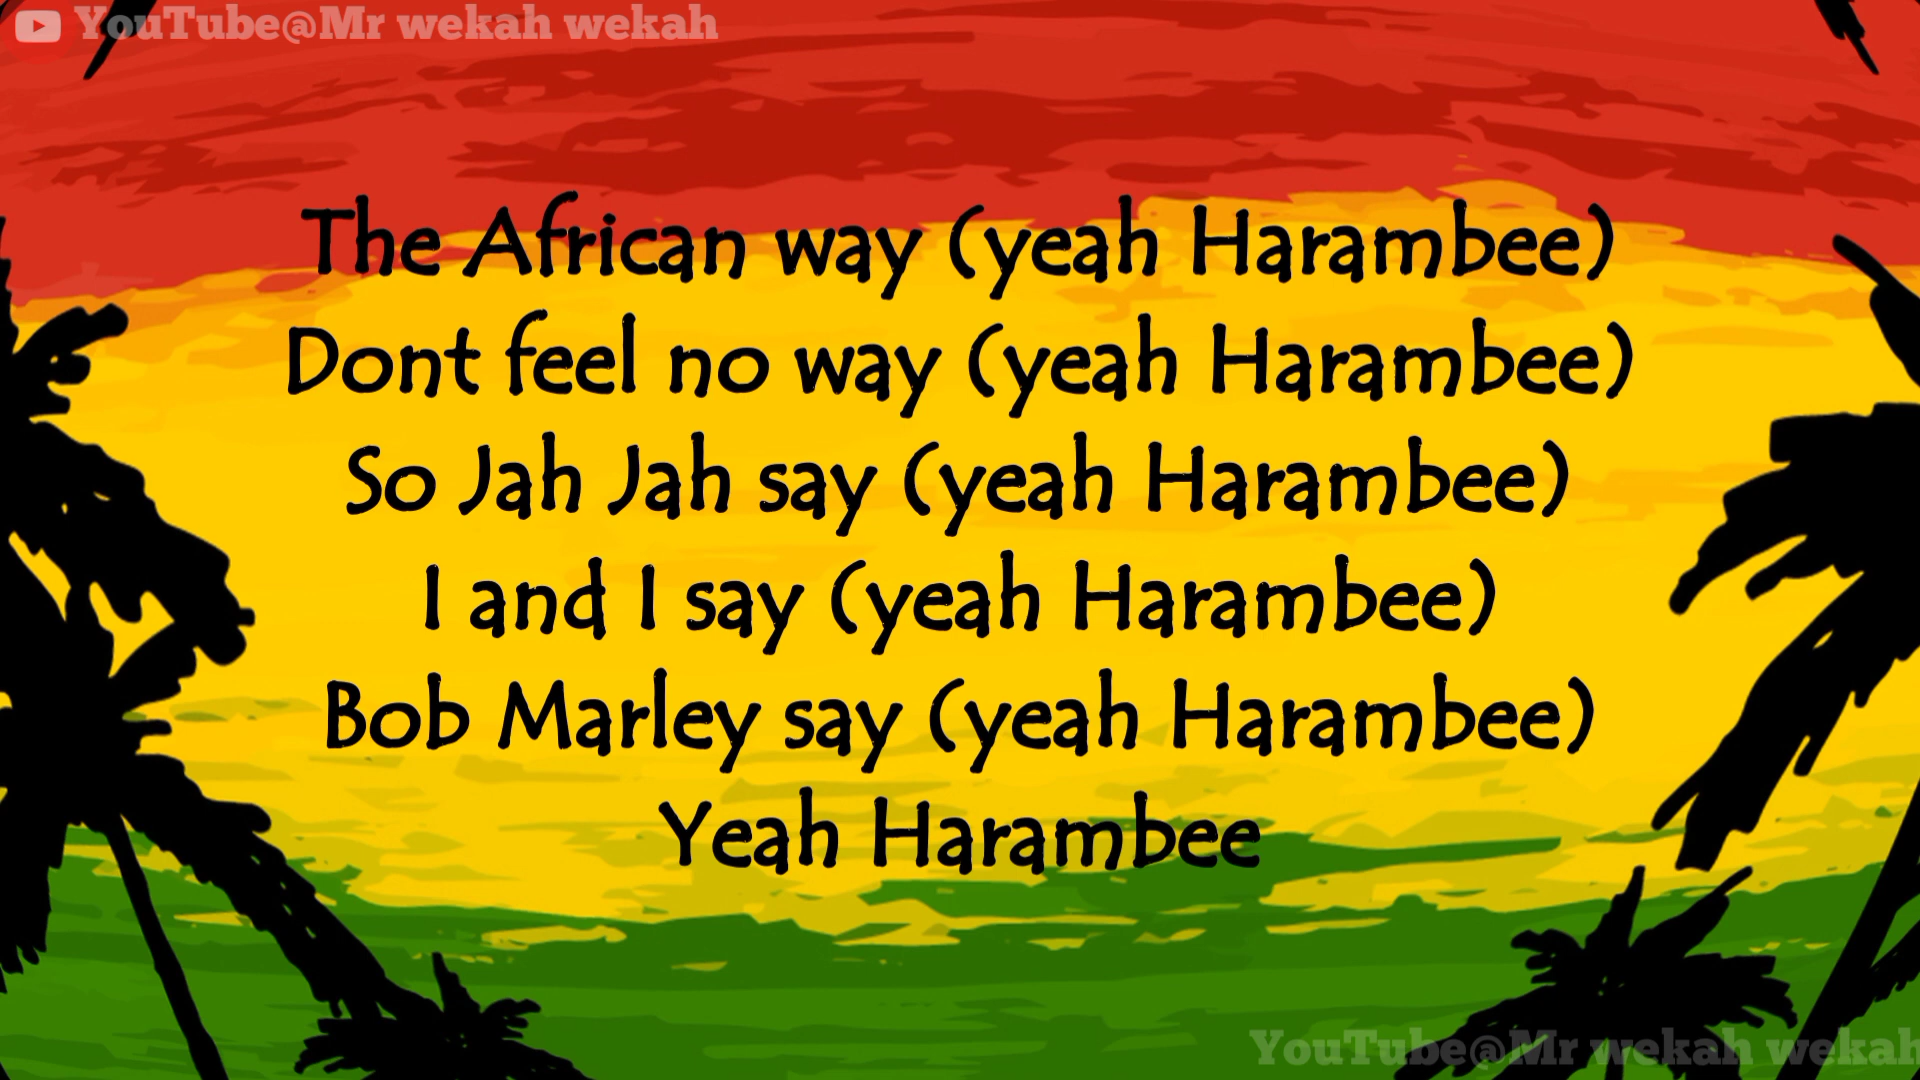 YouTube@Mr wekah wekah
The African way (yeah Harambee)
Dont feel no way (yeah Harambee)
So Jah Jah say (yeah Harambee)
I and I say (yeah Harambee)
Bob Marley say (yeah Harambee)
Yeah Harambee
YouTube@Mr wekah wekah